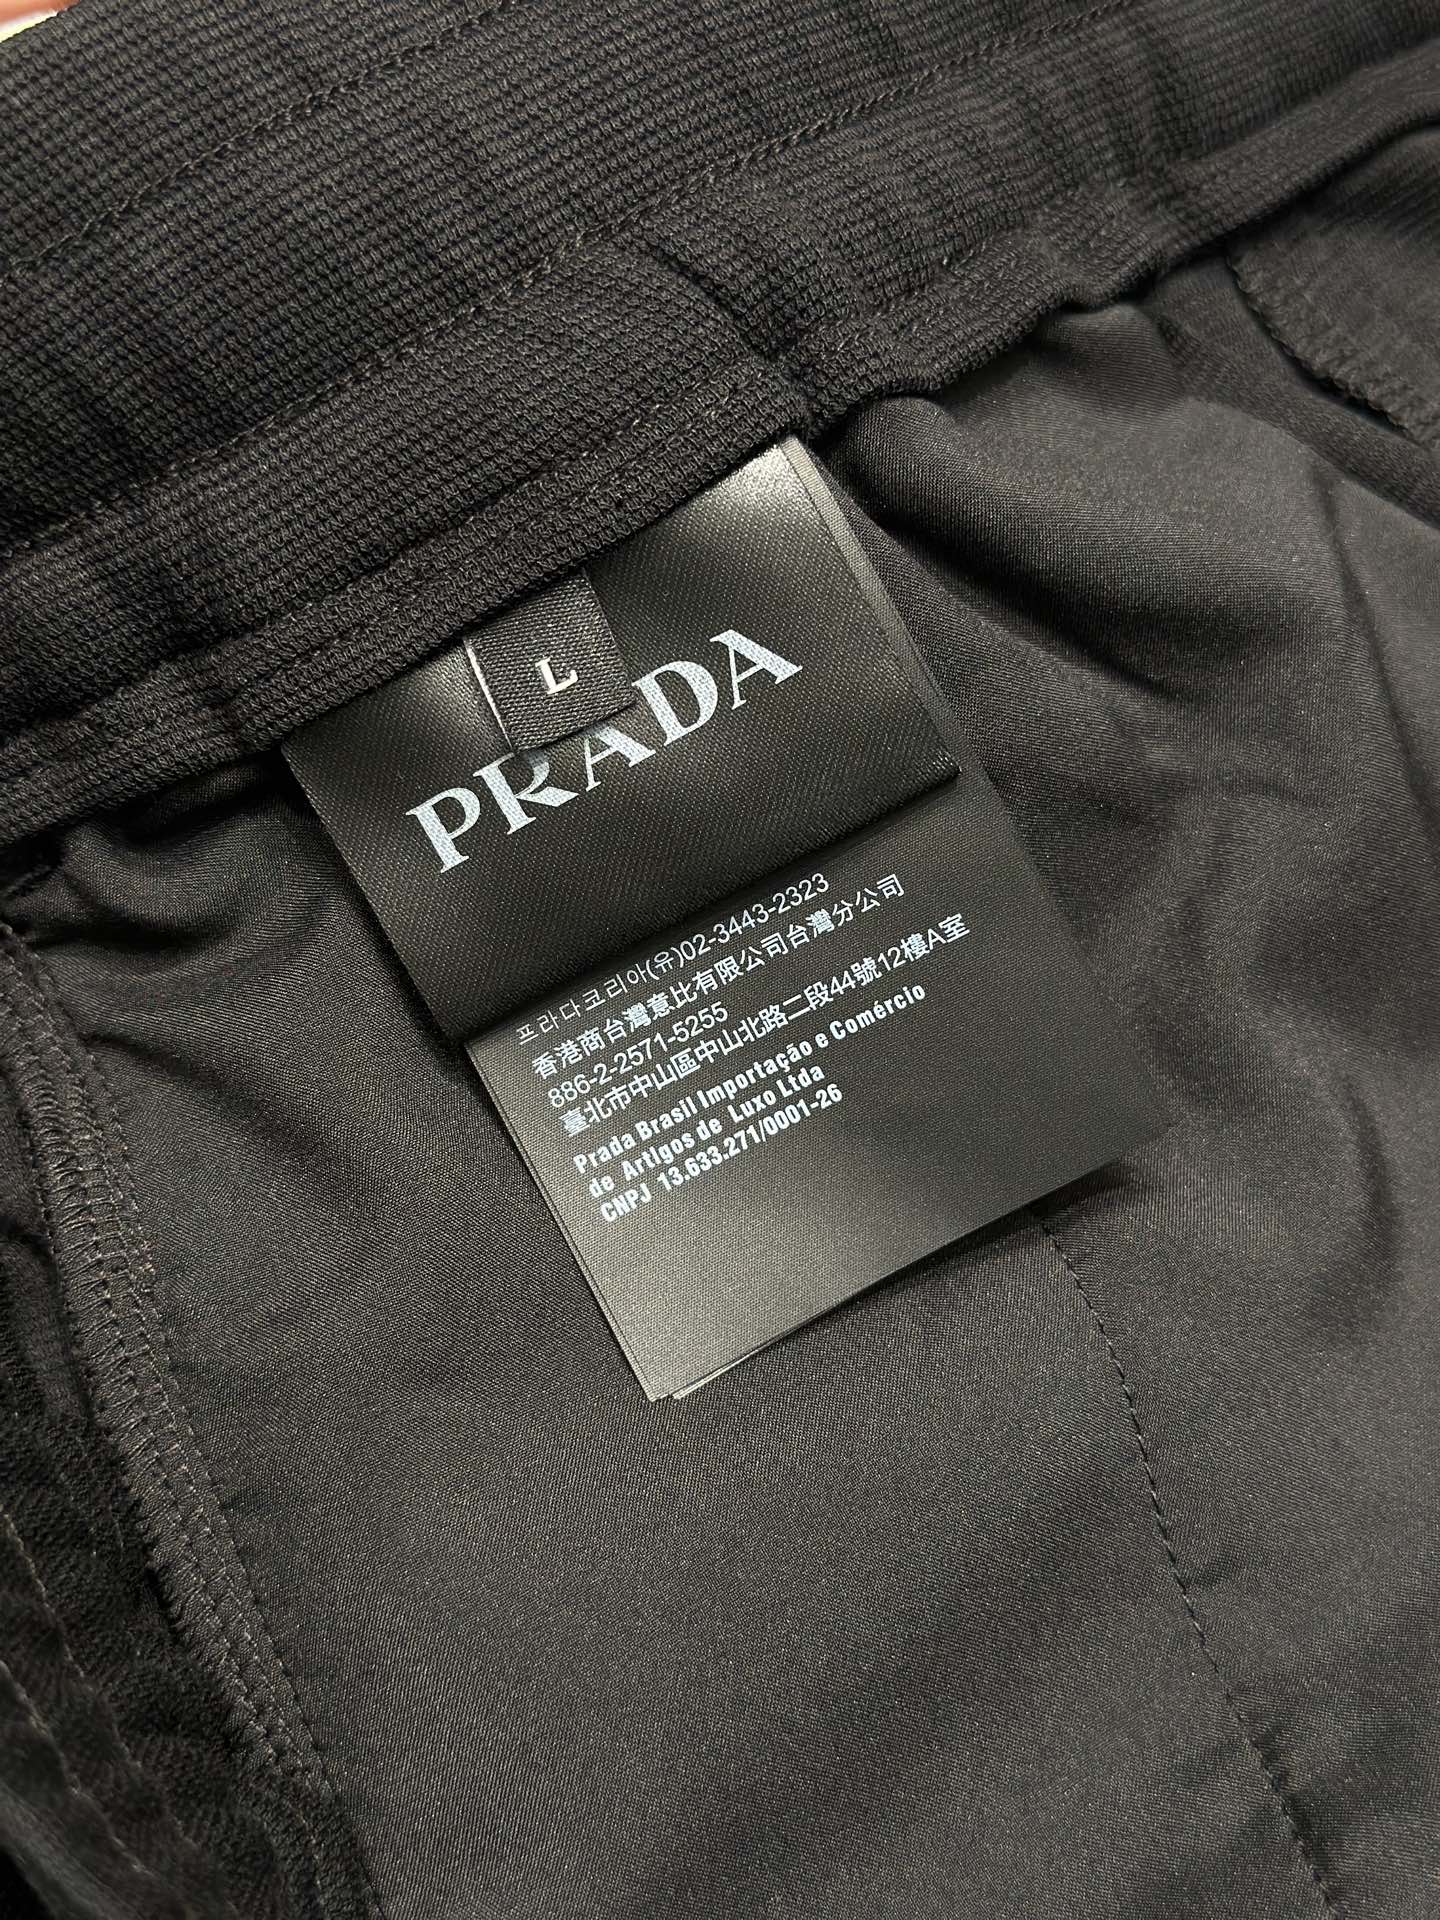 L
PRADA
프라다코리아(유)02-3443-2323
香港商台灣意比有限公司台灣分公司
886-2-2571-5255
臺北市中山區中山北路二段44號12樓A室
Prada Brasil Importação e Comércio
de Artigos de Luxo Ltda
CNPJ 13.633.271/0001-26